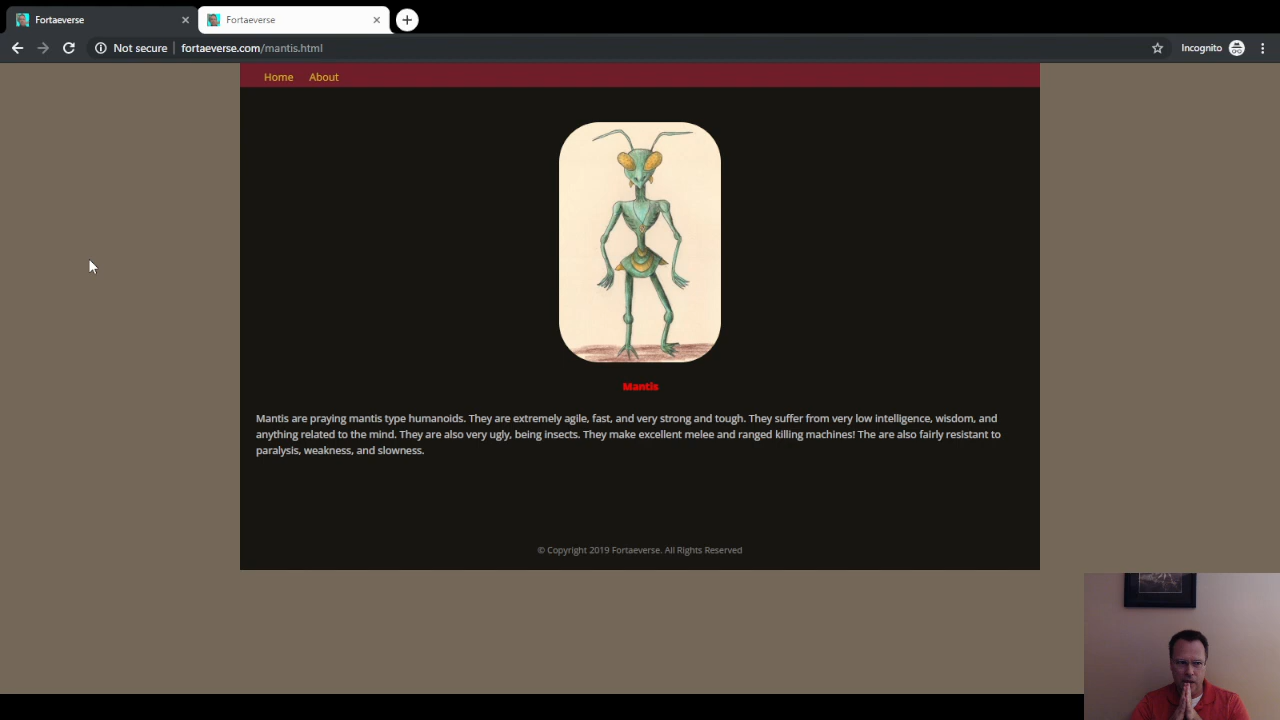 Fortaeverse
Fortaeverse
Not secure fortaeverse.com/mantis.html
Incognito
Home About
Mantis
Mantis are praying mantis type humanoids. They are extremely agile, fast, and very strong and tough. They suffer from very low intelligence, wisdom, and
anything related to the mind. They are also very ugly, being insects. They make excellent melee and ranged killing machines! The are also fairly resistant to
paralysis, weakness, and slowness.
© Copyright 2019 Fortaeverse. All Rights Reserved